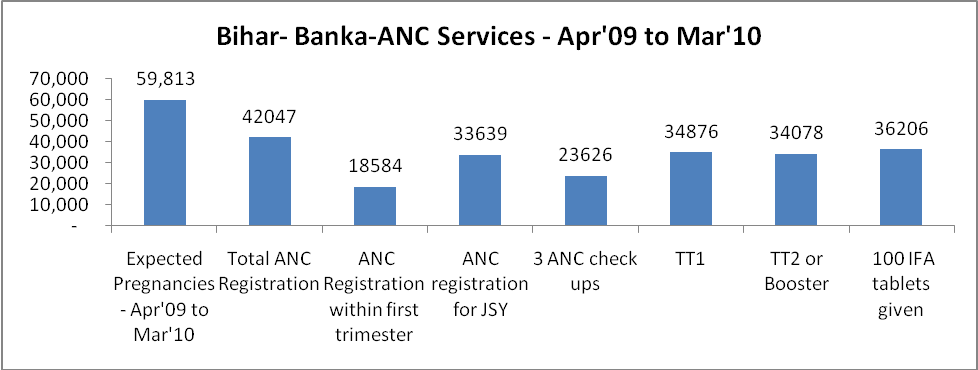 Bihar- Banka-ANC Services - Apr'09 to Mar'10
70,000
60,000
50,000
40,000
30,000
20,000
10,000
-
59,813
42047
18584
33639
23626
34876
34078
36206
Expected
Pregnancies
- Apr'09 to
Mar'10
Total ANC
Registration
ANC
Registration
within first
trimester
ANC
registration
for JSY
3 ANC check
ups
TT1
TT2 or
Booster
100 IFA
tablets
given